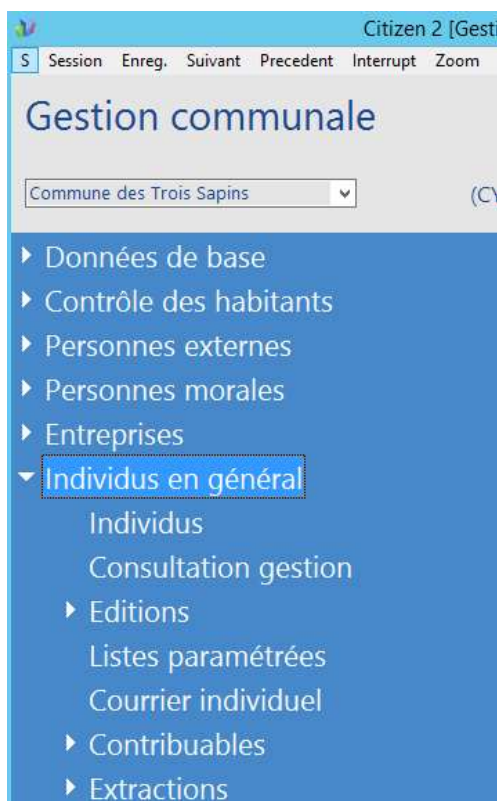 Citizen 2 [Gesti
S Session Enreg. Suivant Precedent Interrupt Zoom
Gestion communale
Commune des Trois Sapins (CY
Données de base
Contrôle des habitants
Personnes externes
Personnes morales
Entreprises
Individus en général
Individus
Consultation gestion
Editions
Listes paramétrées
Courrier individuel
Contribuables
Extractions